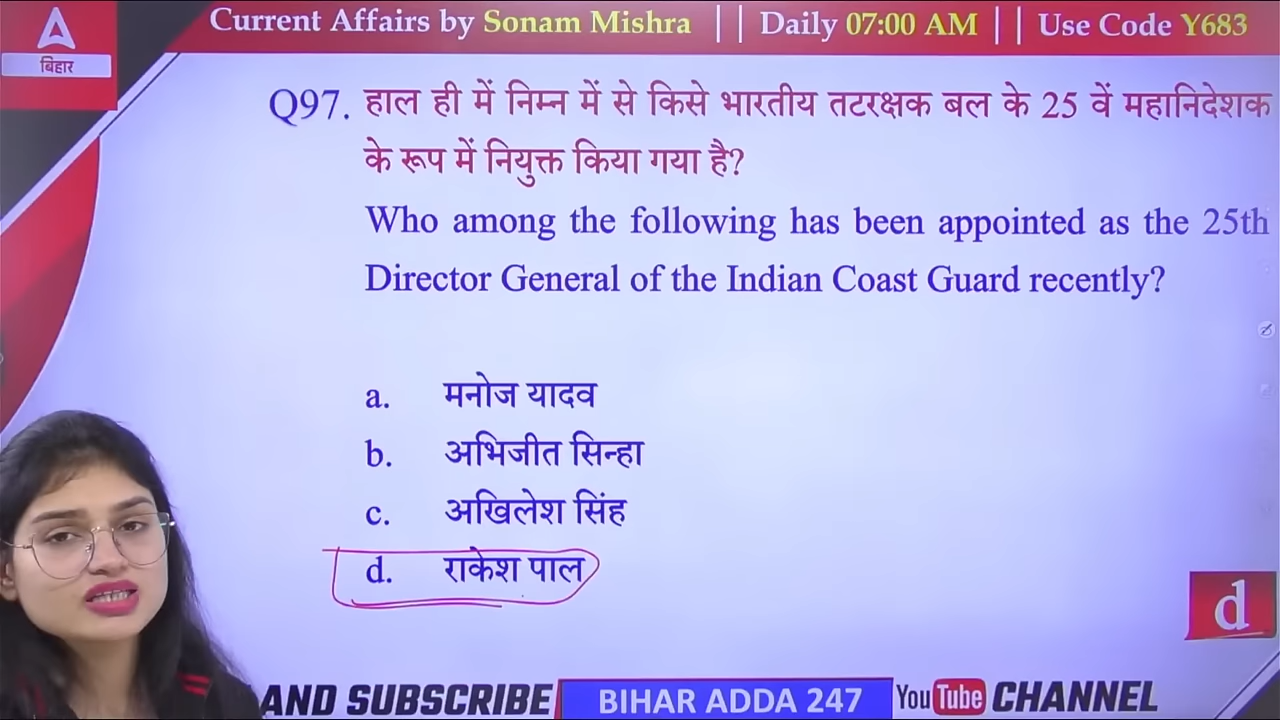 Current Affairs by Sonam Mishra || Daily 07:00 AM || Use Code Y683
A
बिहार
Q97. हाल ही में निम्न में से किसे भारतीय तटरक्षक बल के 25 वें महानिदेशक
के रूप में नियुक्त किया गया है?
Who among the following has been appointed as the 25th
Director General of the Indian Coast Guard recently?
a. मनोज यादव
b. अभिजीत सिन्हा
c. अखिलेश सिंह
d. राकेश पाल
d
AND SUBSCRIBE BIHAR ADDA 247 YouTube CHANNEL